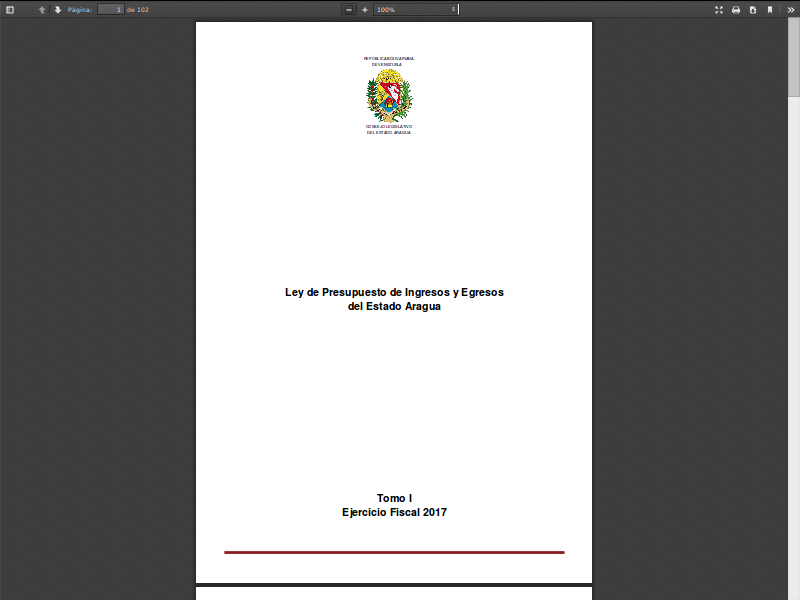 Página: 1 de 102
100%
REPÚBLICA BOLIVARIANA
DE VENEZUELA
CONSEJO LEGISLATIVO
DEL ESTADO ARAGUA
Ley de Presupuesto de Ingresos y Egresos
del Estado Aragua
Tomo I
Ejercicio Fiscal 2017